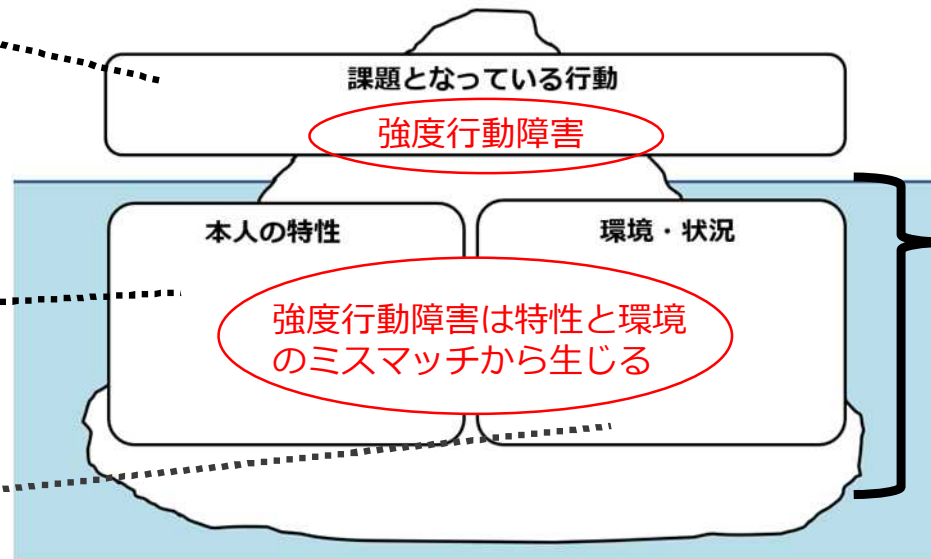 課題となっている行動
強度行動障害
本人の特性
環境・状況
強度行動障害は特性と環境
のミスマッチから生じる